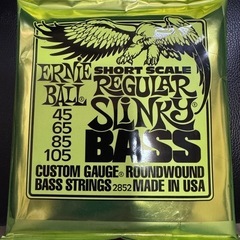 SHORT SCALE
ERNIE BALL
REGULAR SLINKY
45
65
85
105
BASS
CUSTOM GAUGE ROUNDWOUND
BASS STRINGS 2852 MADE IN USA